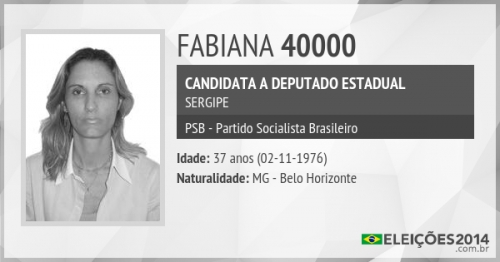 FABIANA 40000
CANDIDATA A DEPUTADO ESTADUAL
SERGIPE
PSB - Partido Socialista Brasileiro
Idade: 37 anos (02-11-1976)
Naturalidade: MG - Belo Horizonte
ELEIÇÕES2014
.com.br